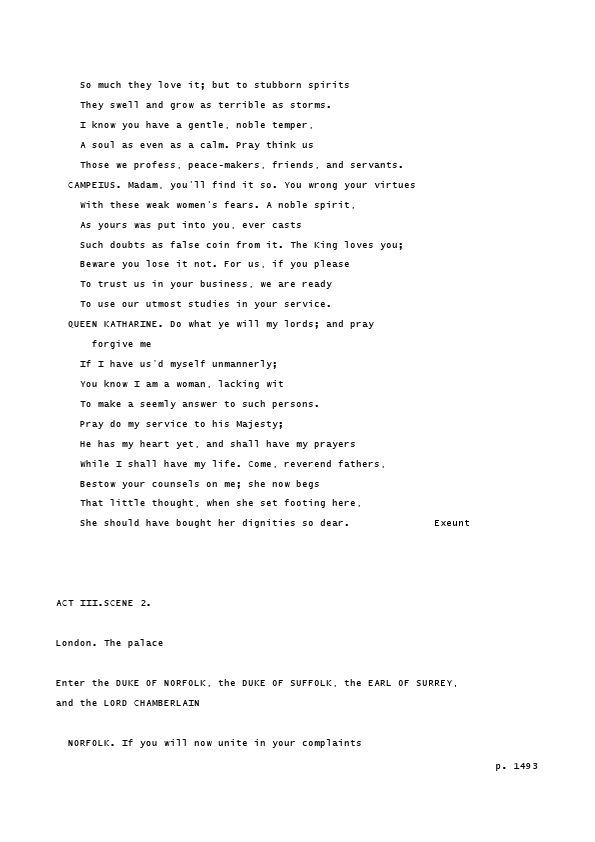 So much they love it; but to stubborn spirits
They swell and grow as terrible as storms.
I know you have a gentle, noble temper,
A soul as even as a calm. Pray think us
Those we profess, peace-makers, friends, and servants.
CAMPEIUS. Madam, you'll find it so. You wrong your virtues
With these weak women's fears. A noble spirit,
As yours was put into you, ever casts
Such doubts as false coin from it. The King loves you;
Beware you lose it not. For us, if you please
To trust us in your business, we are ready
To use our utmost studies in your service.
QUEEN KATHARINE. Do what ye will my lords; and pray
forgive me
If I have us'd myself unmannerly;
You know I am a woman, lacking wit
To make a seemly answer to such persons.
Pray do my service to his Majesty;
He has my heart yet, and shall have my prayers
While I shall have my life. Come, reverend fathers,
Bestow your counsels on me; she now begs
That little thought, when she set footing here,
She should have bought her dignities so dear. Exeunt
ACT III.SCENE 2.
London. The palace
Enter the DUKE OF NORFOLK, the DUKE OF SUFFOLK, the EARL OF SURREY,
and the LORD CHAMBERLAIN
NORFOLK. If you will now unite in your complaints
p. 1493